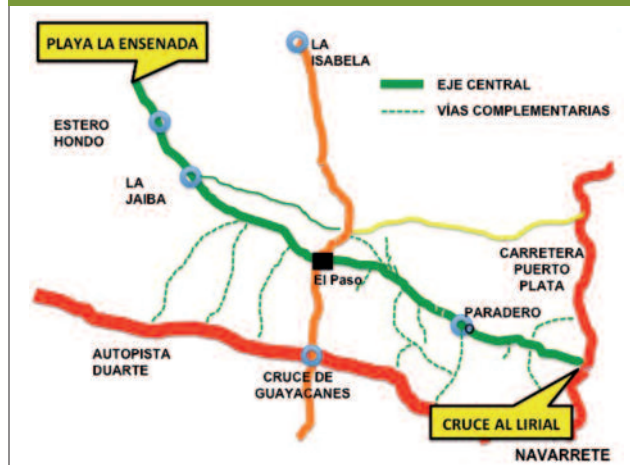 PLAYA LA ENSENADA
LA
ISABELA
EJE CENTRAL
VÍAS COMPLEMENTARIAS
ESTERO
HONDO
LA
JAIBA
CARRETERA
PUERTO
PLATA
El Paso
PARADERO
O
AUTOPISTA
DUARTE
CRUCE DE
GUAYACANES
CRUCE AL LIRIAL
NAVARRETE